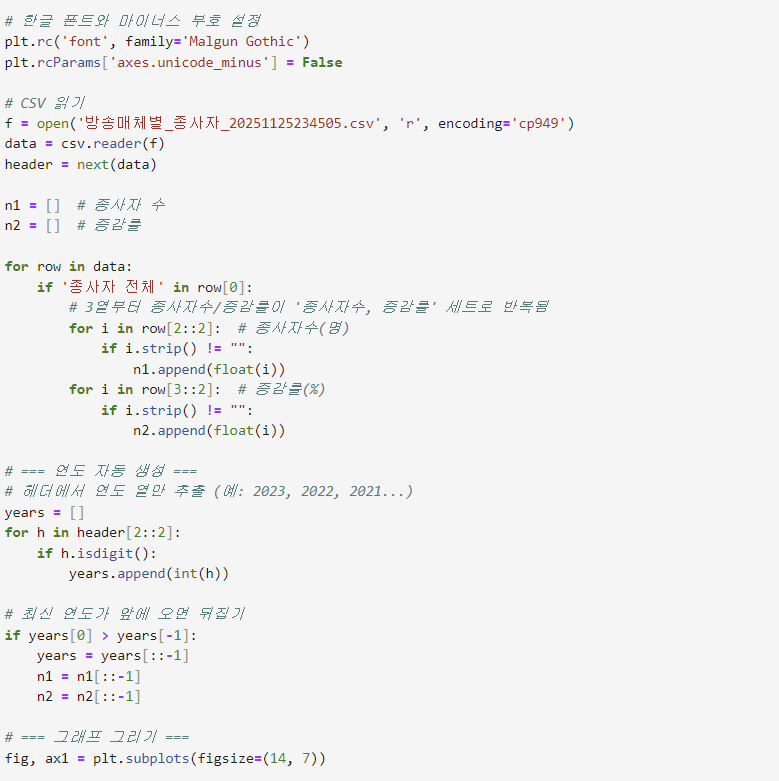 # 한글 폰트와 마이너스 부호 설정
plt.rc('font', family='Malgun Gothic')
plt.rcParams['axes.unicode_minus'] = False
# CSV 읽기
f = open('방송매체별_종사자_20251125234505.csv', 'r', encoding='cp949')
data = csv.reader(f)
header = next(data)
n1 = []  # 종사자 수
n2 = []  # 증감률
for row in data:
    if '종사자 전체' in row[0]:
        # 3열부터 종사자수/증감률이 '종사자수, 증감률' 세트로 반복됨
        for i in row[2::2]:  # 종사자수(명)
            if i.strip() != "":
                n1.append(float(i))
        for i in row[3::2]:  # 증감률(%)
            if i.strip() != "":
                n2.append(float(i))
# === 연도 자동 생성 ===
# 헤더에서 연도 열만 추출 (예: 2023, 2022, 2021...)
years = []
for h in header[2::2]:
    if h.isdigit():
        years.append(int(h))
# 최신 연도가 앞에 오면 뒤집기
if years[0] > years[-1]:
    years = years[::-1]
    n1 = n1[::-1]
    n2 = n2[::-1]
# === 그래프 그리기 ===
fig, ax1 = plt.subplots(figsize=(14, 7))